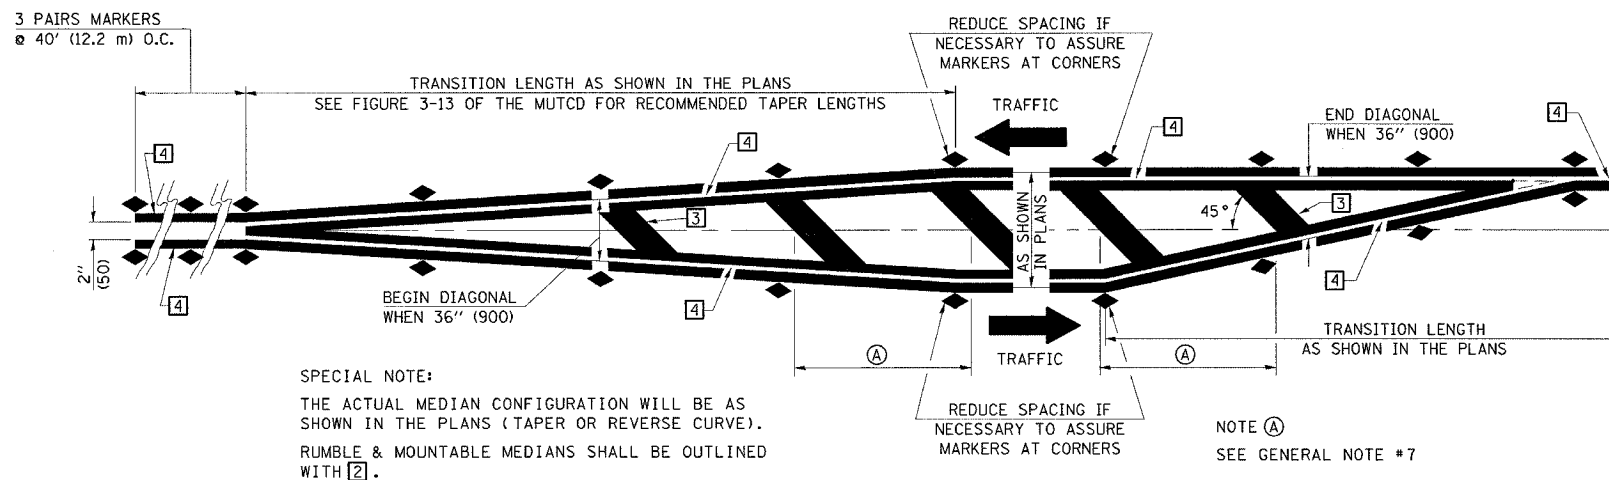 3 PAIRS MARKERS
@ 40' (12.2 m) O.C.
TRANSITION LENGTH AS SHOWN IN THE PLANS
SEE FIGURE 3-13 OF THE MUTCD FOR RECOMMENDED TAPER LENGTHS
REDUCE SPACING IF
NECESSARY TO ASSURE
MARKERS AT CORNERS
TRAFFIC
END DIAGONAL
WHEN 36" (900)
4
4
4
4
3
3
45°
AS SHOWN
IN PLANS
2"
(50)
4
4
4
4
BEGIN DIAGONAL
WHEN 36" (900)
A
TRAFFIC
A
TRANSITION LENGTH
AS SHOWN IN THE PLANS
SPECIAL NOTE:
THE ACTUAL MEDIAN CONFIGURATION WILL BE AS
SHOWN IN THE PLANS (TAPER OR REVERSE CURVE).
RUMBLE & MOUNTABLE MEDIANS SHALL BE OUTLINED
WITH 2 .
REDUCE SPACING IF
NECESSARY TO ASSURE
MARKERS AT CORNERS
NOTE A
SEE GENERAL NOTE #7